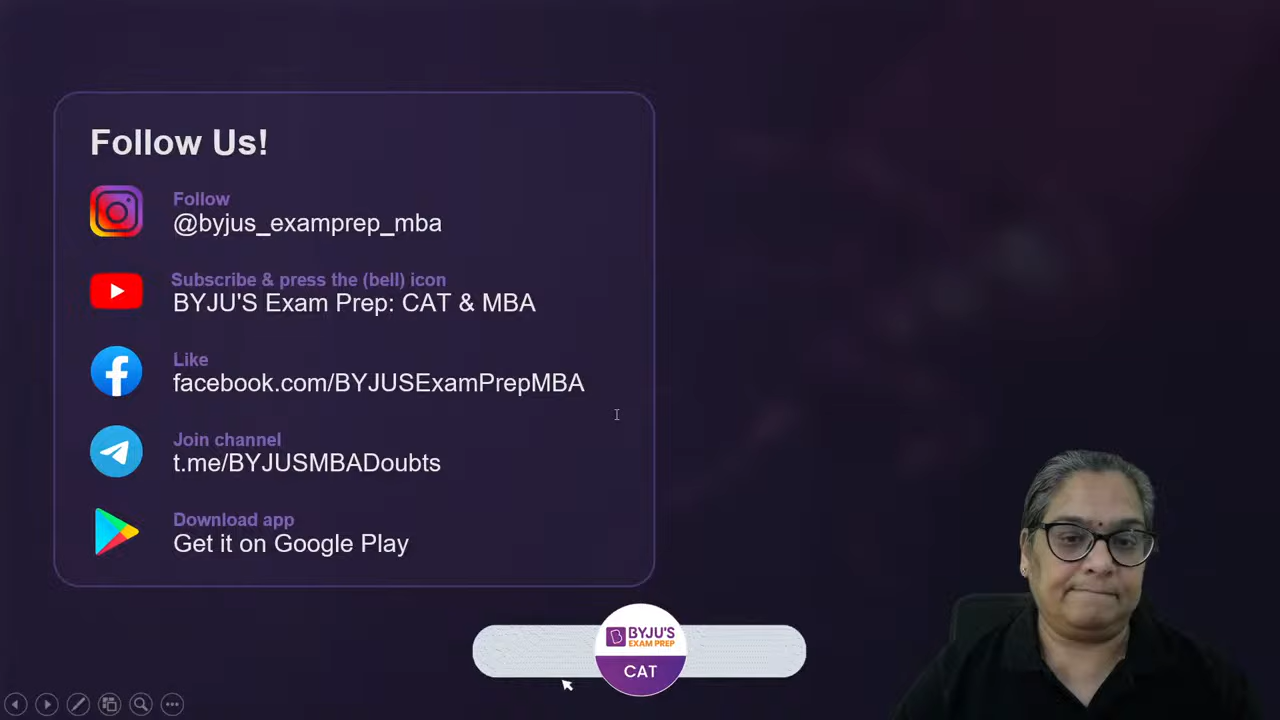 Follow Us!
Follow
@byjus_examprep_mba
Subscribe & press the (bell) icon
BYJU'S Exam Prep: CAT & MBA
Like
facebook.com/BYJUSExamPrepMBA
Join channel
t.me/BYJUSMBADoubts
Download app
Get it on Google Play
BYJU'S
EXAM PREP
CAT